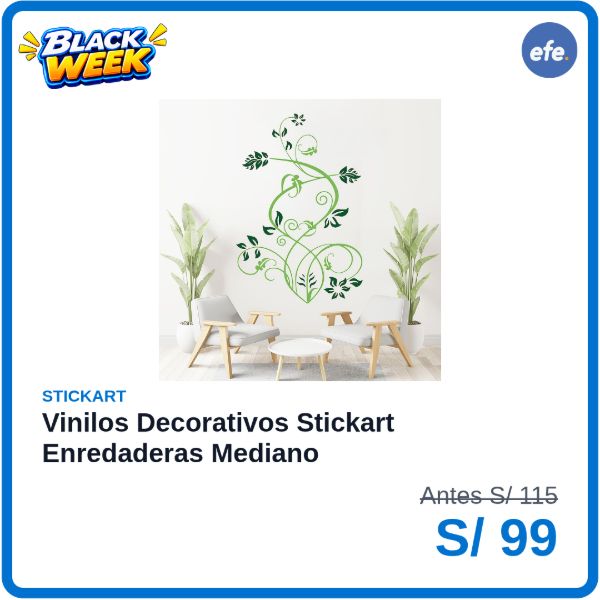 BLACK
WEEK
efe.
STICKART
Vinilos Decorativos Stickart
Enredaderas Mediano
Antes S/ 115
S/ 99